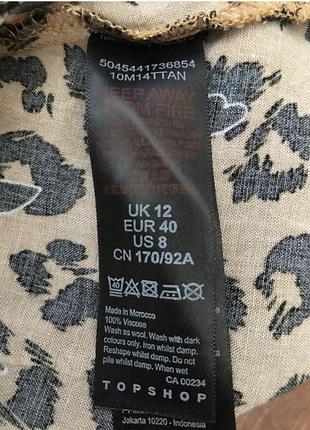 5045441736854
10M14TTAN
KEEP AWAY
FROM FIRE
UK 12
EUR 40
US 8
CN 170/92A
40
Made in Morocco
100% Viscose
Wash as wool. Wash with dark
colours only. Iron whilst damp.
Reshape whilst damp. Do not
pile when wet
CA 00234
TOPSHOP
Jakarta 10220 - Indonesia